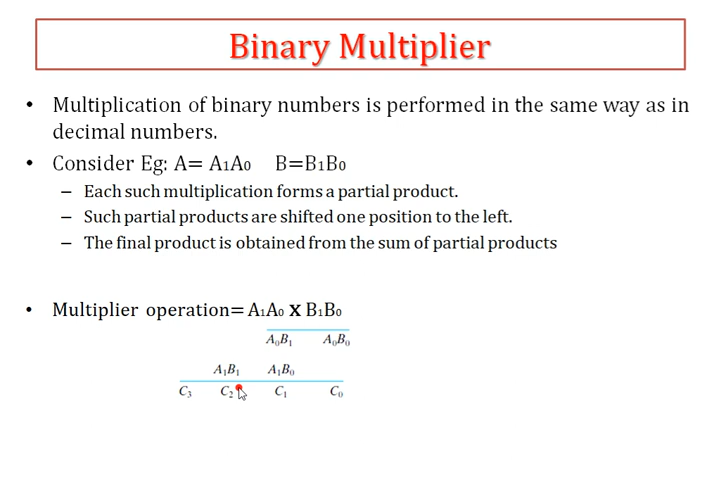 Binary Multiplier
• Multiplication of binary numbers is performed in the same way as in
decimal numbers.
• Consider Eg: A= A₁A₀ B=B₁B₀
– Each such multiplication forms a partial product.
– Such partial products are shifted one position to the left.
– The final product is obtained from the sum of partial products
• Multiplier operation= A₁A₀ X B₁B₀
A₀B₁ A₀B₀
A₁B₁ A₁B₀
C₃ C₂ C₁ C₀